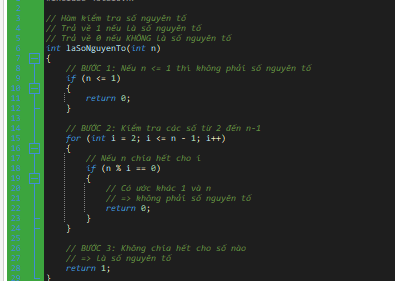 // Hàm kiểm tra số nguyên tố
// Trả về 1 nếu là số nguyên tố
// Trả về 0 nếu KHÔNG là số nguyên tố
int laSoNguyenTo(int n)
{
// BƯỚC 1: Nếu n <= 1 thì không phải số nguyên tố
if (n <= 1)
{
return 0;
}
// BƯỚC 2: Kiểm tra các số từ 2 đến n-1
for (int i = 2; i <= n - 1; i++)
{
// Nếu n chia hết cho i
if (n % i == 0)
{
// Có ước khác 1 và n
// => không phải số nguyên tố
return 0;
}
}
// BƯỚC 3: Không chia hết cho số nào
// => là số nguyên tố
return 1;
}